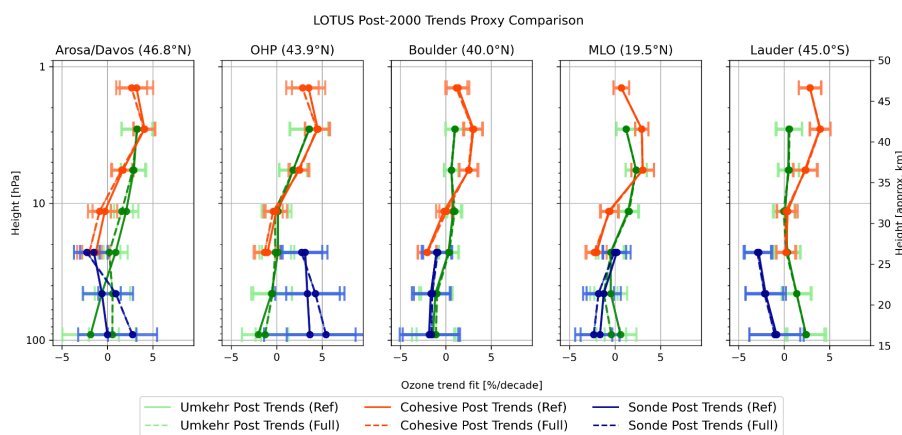 LOTUS Post-2000 Trends Proxy Comparison
Arosa/Davos (46.8°N) OHP (43.9°N) Boulder (40.0°N) MLO (19.5°N) Lauder (45.0°S)
1 50
45
40
35
10 30
25
20
100 15
Height [hPa]
Height [approx. km]
−5 0 5 −5 0 5 −5 0 5 −5 0 5 −5 0 5
Ozone trend fit [%/decade]
Umkehr Post Trends (Ref) Cohesive Post Trends (Ref) Sonde Post Trends (Ref)
Umkehr Post Trends (Full) Cohesive Post Trends (Full) Sonde Post Trends (Full)